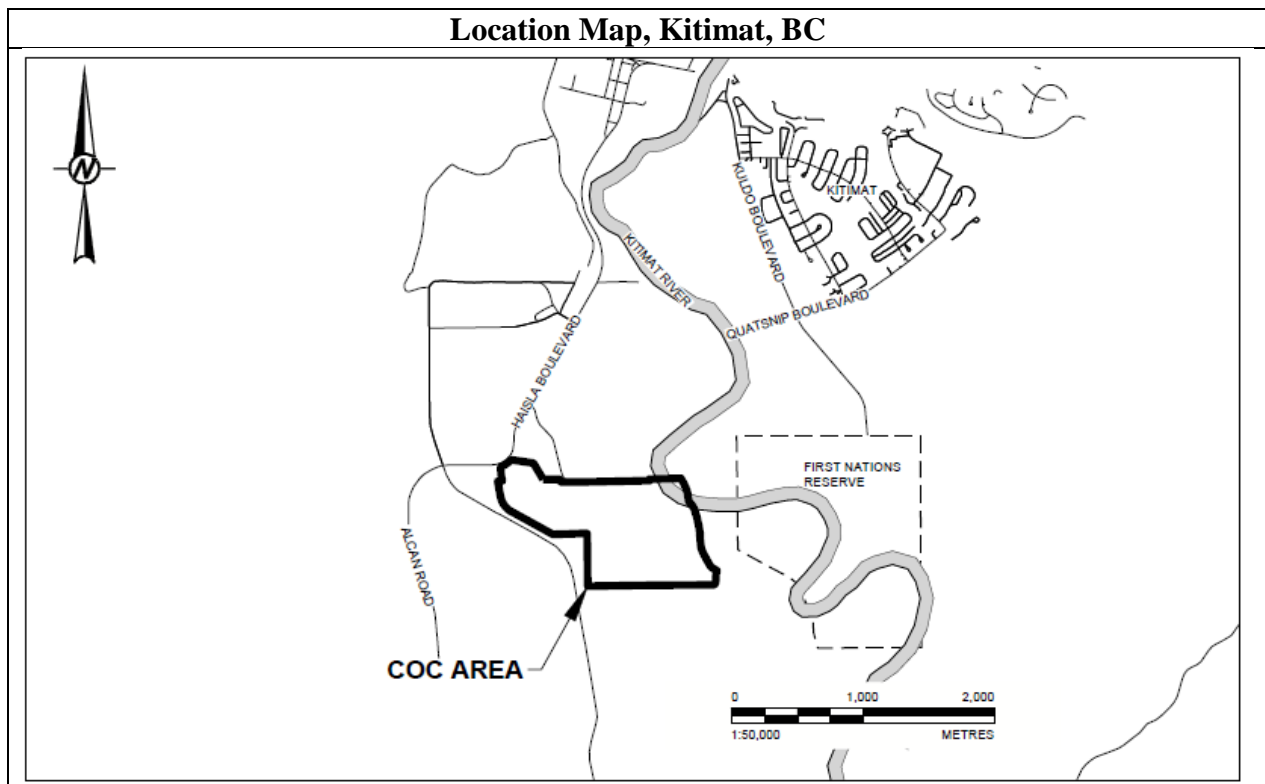 Location Map, Kitimat, BC
N
KULDO BOULEVARD
KITIMAT
KITIMAT RIVER
QUATSNIP BOULEVARD
HAISLA BOULEVARD
FIRST NATIONS
RESERVE
ALCAN ROAD
COC AREA
0 1,000 2,000
1:50,000 METRES